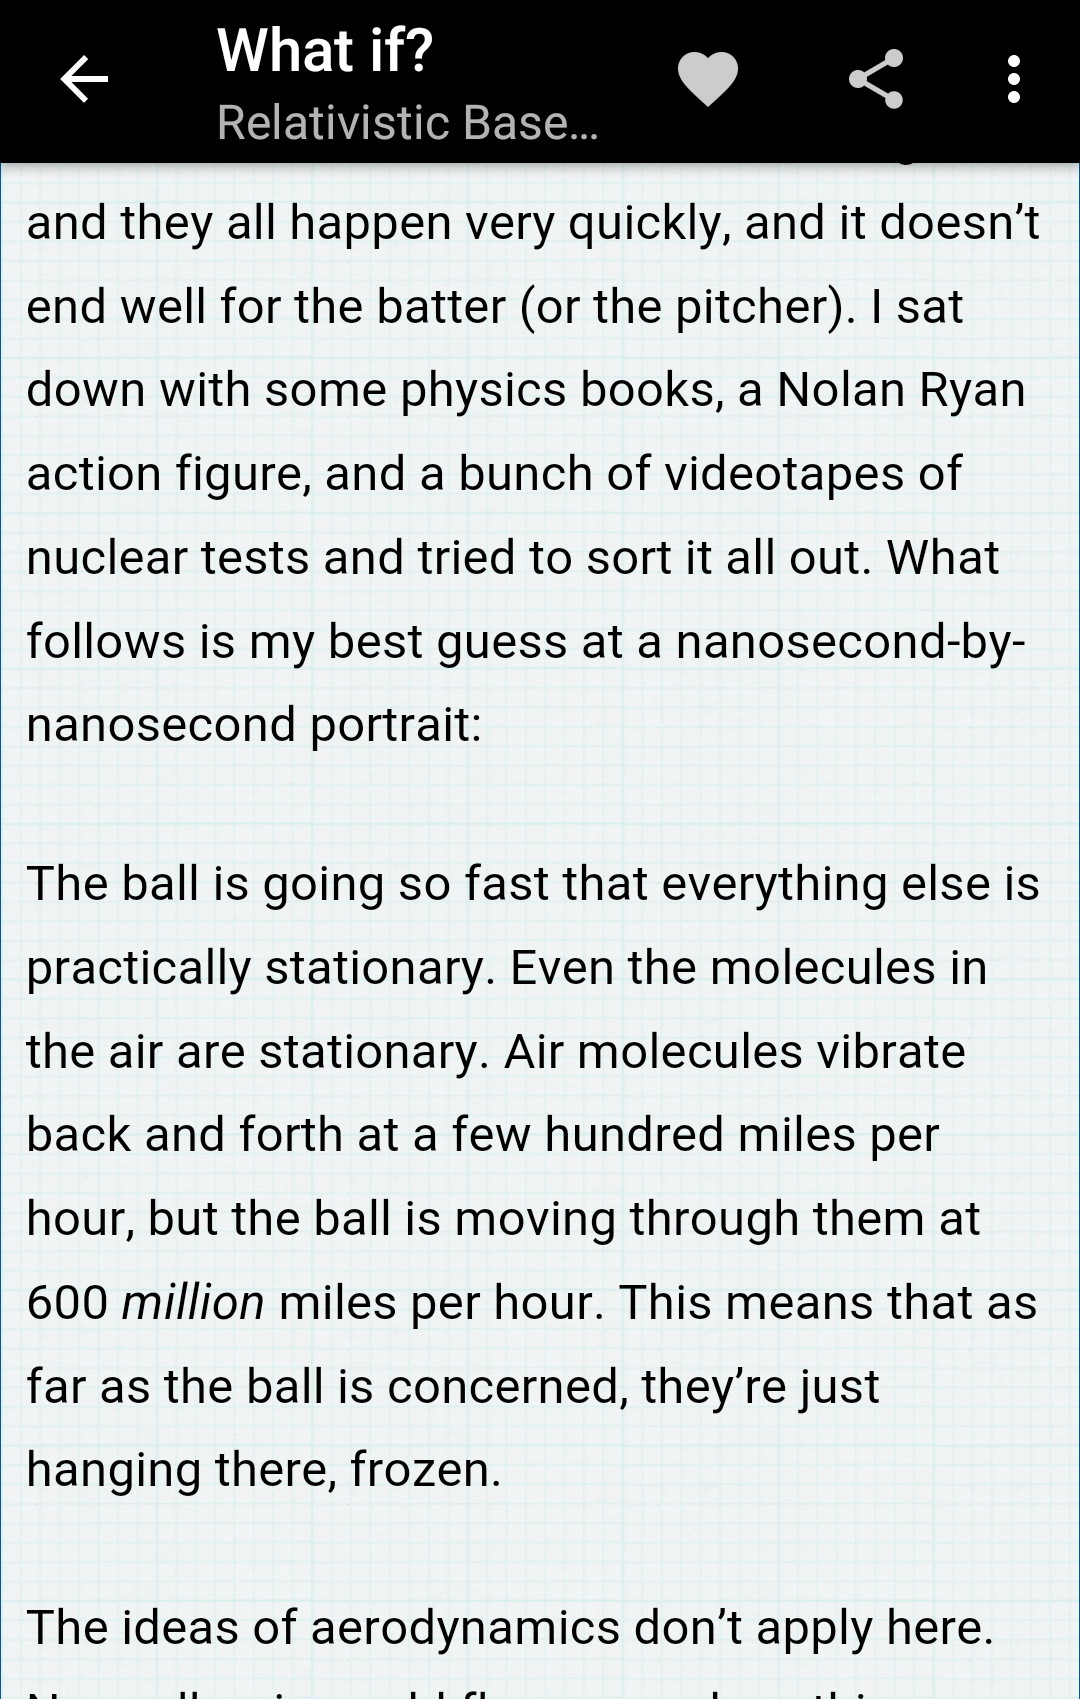 What if?
Relativistic Base...
and they all happen very quickly, and it doesn’t
end well for the batter (or the pitcher). I sat
down with some physics books, a Nolan Ryan
action figure, and a bunch of videotapes of
nuclear tests and tried to sort it all out. What
follows is my best guess at a nanosecond-by-
nanosecond portrait:
The ball is going so fast that everything else is
practically stationary. Even the molecules in
the air are stationary. Air molecules vibrate
back and forth at a few hundred miles per
hour, but the ball is moving through them at
600 million miles per hour. This means that as
far as the ball is concerned, they’re just
hanging there, frozen.
The ideas of aerodynamics don’t apply here.